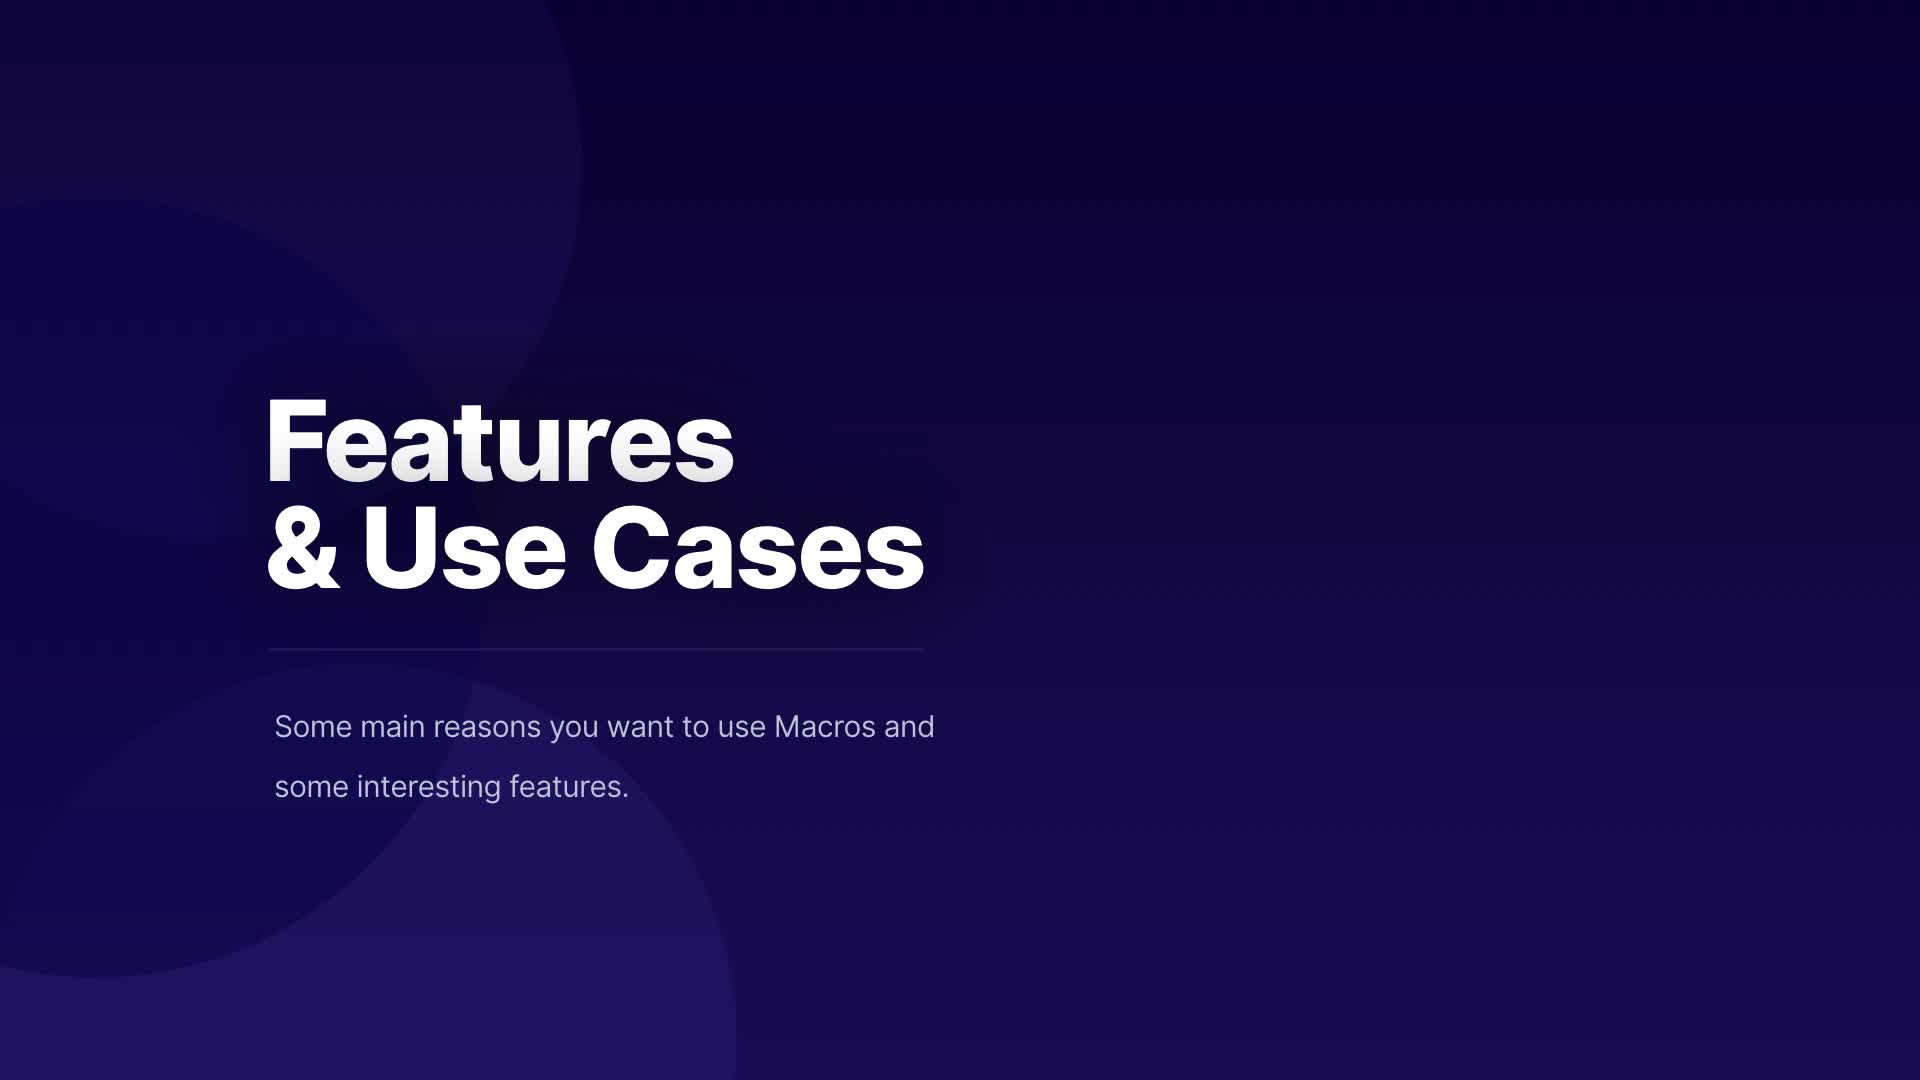 Features
& Use Cases
Some main reasons you want to use Macros and
some interesting features.